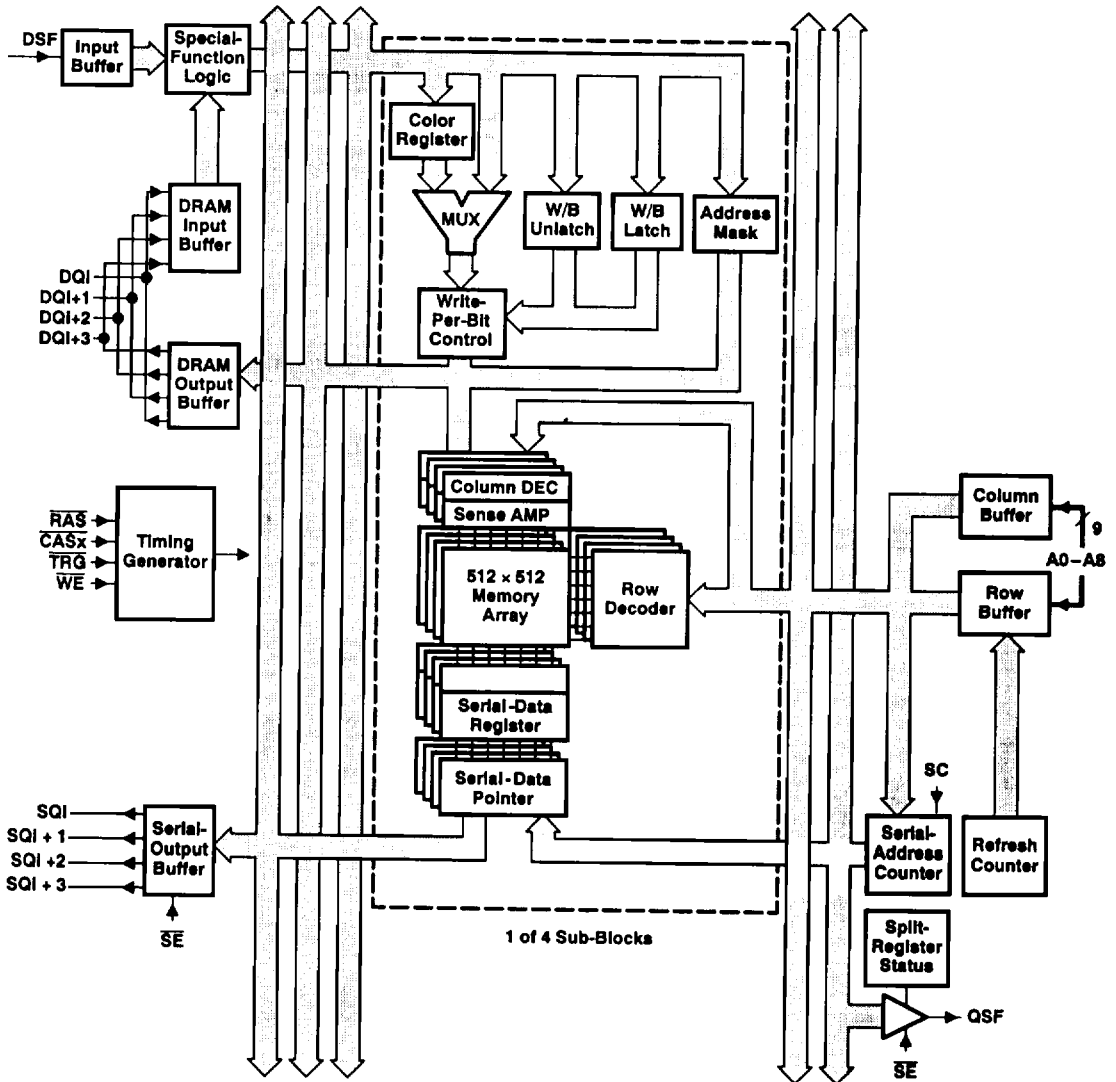 DSF
Input
Buffer
Special-
Function
Logic
Color
Register
MUX
W/B
Unlatch
W/B
Latch
Address
Mask
DRAM
Input
Buffer
DQi
DQi+1
DQi+2
DQi+3
Write-
Per-Bit
Control
DRAM
Output
Buffer
Column DEC
Sense AMP
512 × 512
Memory
Array
Row
Decoder
Column
Buffer
9
A0–A8
Row
Buffer
RAS
CASx
TRG
WE
Timing
Generator
Serial-Data
Register
Serial-Data
Pointer
SC
Serial-
Address
Counter
Refresh
Counter
SQi
SQi + 1
SQi +2
SQi + 3
Serial-
Output
Buffer
SE
1 of 4 Sub-Blocks
Split-
Register
Status
QSF
SE